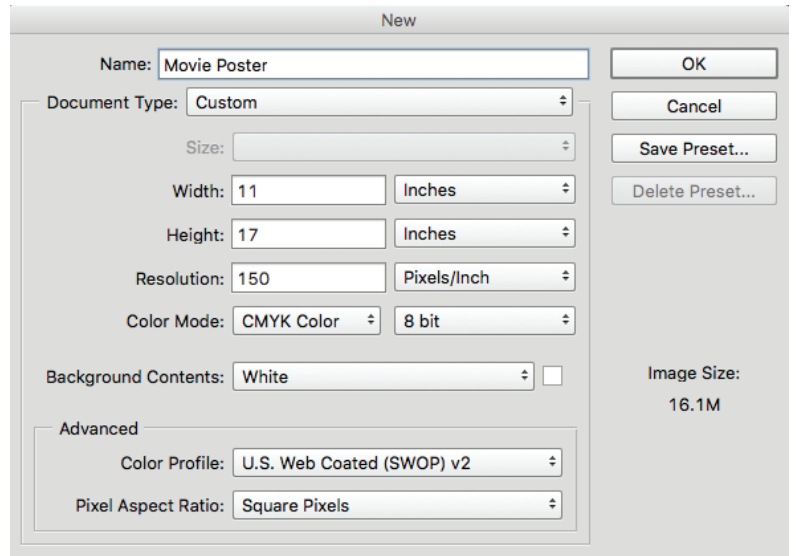 New
Name: Movie Poster
OK
Document Type: Custom
Cancel
Size:
Save Preset...
Width: 11 Inches
Delete Preset...
Height: 17 Inches
Resolution: 150 Pixels/Inch
Color Mode: CMYK Color 8 bit
Background Contents: White
Image Size:
16.1M
Advanced
Color Profile: U.S. Web Coated (SWOP) v2
Pixel Aspect Ratio: Square Pixels